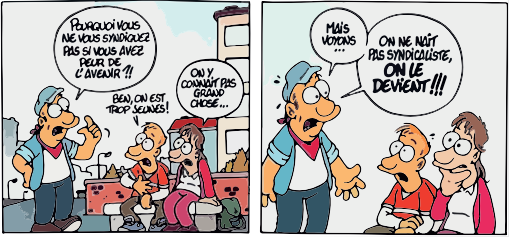 POURQUOI VOUS
NE VOUS SYNDIQUEZ
PAS SI VOUS AVEZ
PEUR DE
L'AVENIR ?!
BEN, ON EST
TROP JEUNES!
ON Y
CONNAIT PAS
GRAND
CHOSE...
MAIS
VOYONS
...
ON NE NAÎT
PAS SYNDICALISTE,
ON LE
DEVIENT!!!
!